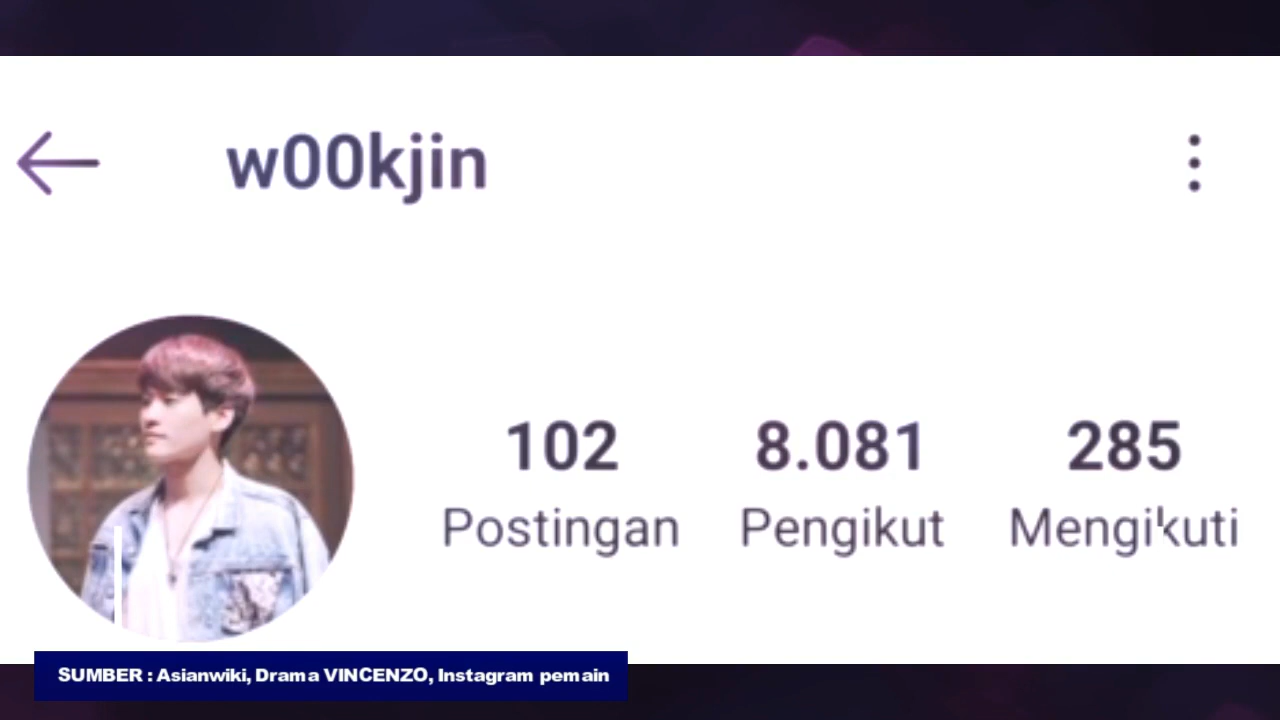 w00kjin
102 8.081 285
Postingan Pengikut Mengikuti
SUMBER : Asianwiki, Drama VINCENZO, Instagram pemain